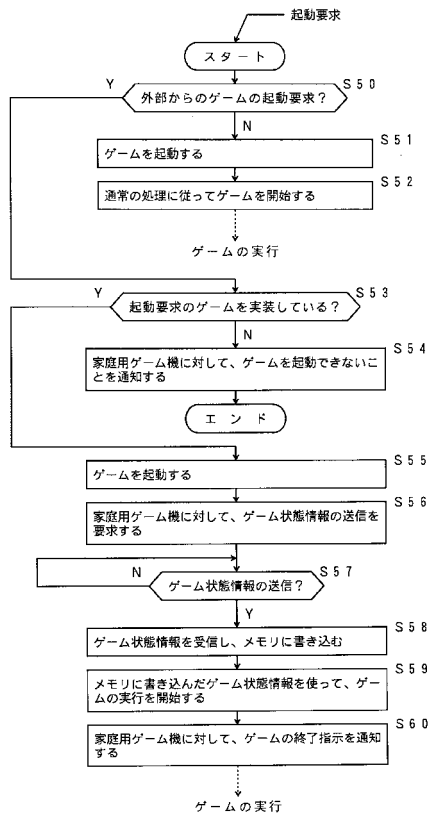 起動要求
スタート
Y
S50
外部からのゲームの起動要求?
N
S51
ゲームを起動する
S52
通常の処理に従ってゲームを開始する
ゲームの実行
Y
S53
起動要求のゲームを実装している?
N
S54
家庭用ゲーム機に対して、ゲームを起動できないこ
とを通知する
エンド
S55
ゲームを起動する
S56
家庭用ゲーム機に対して、ゲーム状態情報の送信を
要求する
N
S57
ゲーム状態情報の送信?
Y
S58
ゲーム状態情報を受信し、メモリに書き込む
S59
メモリに書き込んだゲーム状態情報を使って、ゲーム
の実行を開始する
S60
家庭用ゲーム機に対して、ゲームの終了指示を通知
する
ゲームの実行